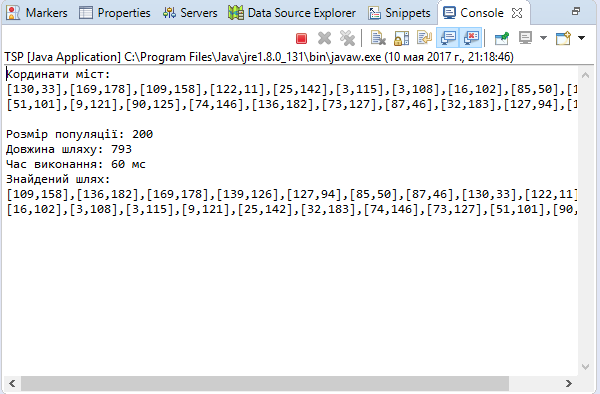 Markers Properties Servers Data Source Explorer Snippets Console
TSP [Java Application] C:\Program Files\Java\jre1.8.0_131\bin\javaw.exe (10 мая 2017 г., 21:18:46)
Кординати міст:
[130,33],[169,178],[109,158],[122,11],[25,142],[3,115],[3,108],[16,102],[85,50],[1
[51,101],[9,121],[90,125],[74,146],[136,182],[73,127],[87,46],[32,183],[127,94],[1
Розмір популяції: 200
Довжина шляху: 793
Час виконання: 60 мс
Знайдений шлях:
[109,158],[136,182],[169,178],[139,126],[127,94],[85,50],[87,46],[130,33],[122,11]
[16,102],[3,108],[3,115],[9,121],[25,142],[32,183],[74,146],[73,127],[51,101],[90,